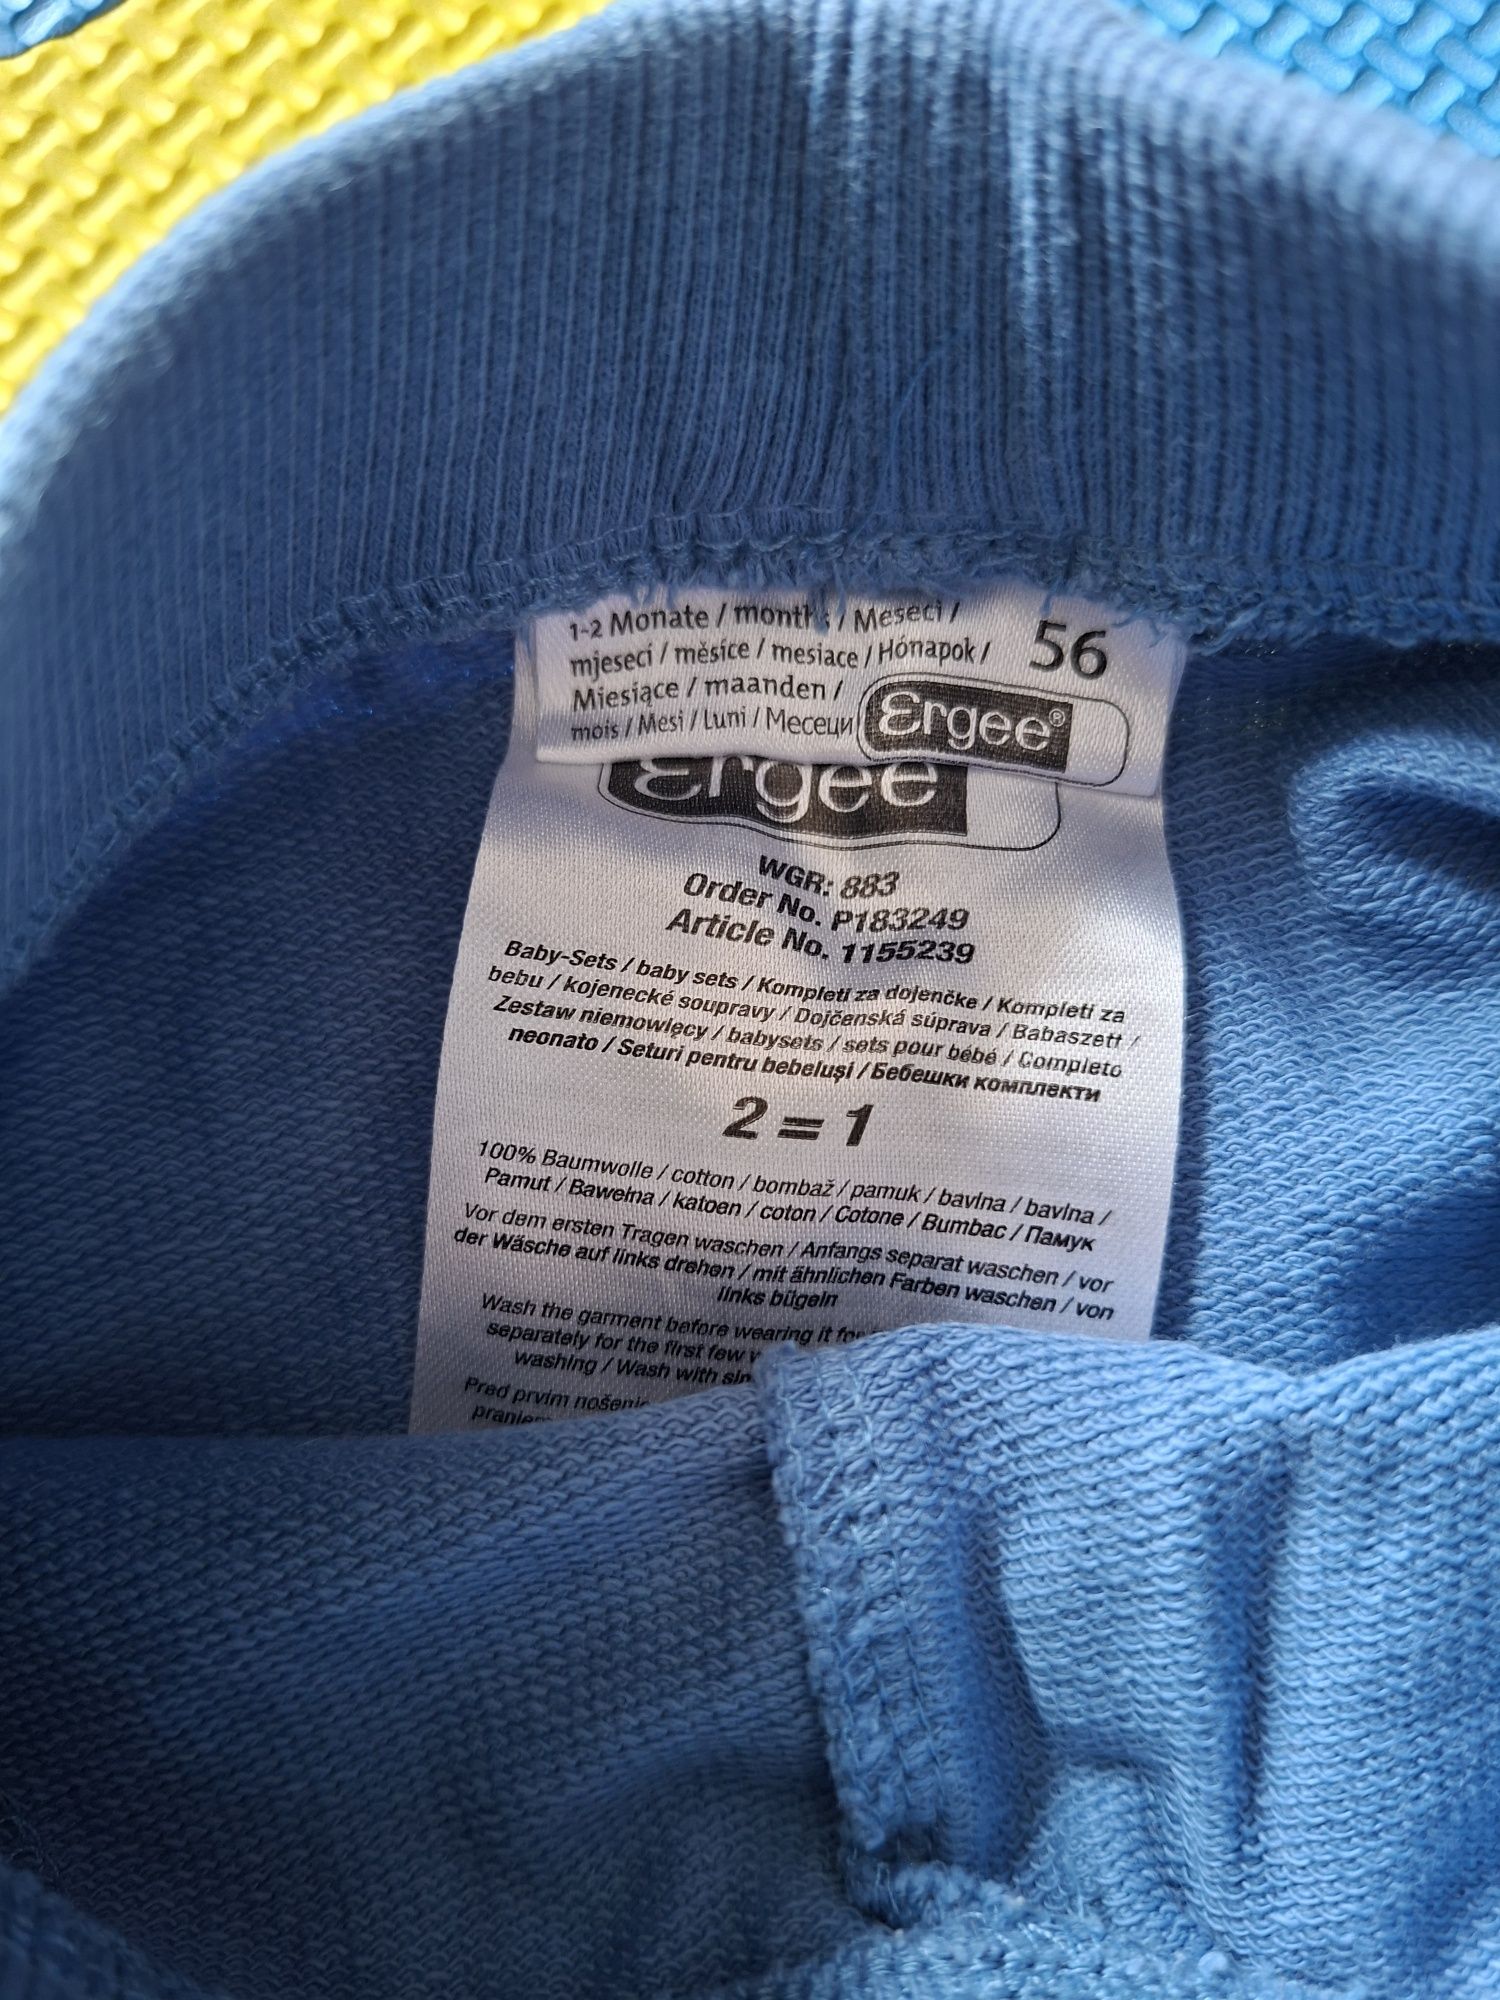 1-2 Monate / months / Meseci /
mjeseci / měsíce / mesiace / Hónapok /
Miesiące / maanden /
mois / Mesi / Luni / Месеци
56
Ergee®
Ergee
WGR: 883
Order No. P183249
Article No. 1155239
Baby-Sets / baby sets / Kompleti za dojenčke / Kompleti za
bebu / kojenecké soupravy / Dojčenská súprava / Babaszett /
Zestaw niemowlęcy / babysets / sets pour bébé / Completo
neonato / Seturi pentru bebeluși / Бебешки комплекти
2 = 1
100% Baumwolle / cotton / bombaž / pamuk / bavlna / bavlna /
Pamut / Bawełna / katoen / coton / Cotone / Bumbac / Памук
Vor dem ersten Tragen waschen / Anfangs separat waschen / vor
der Wäsche auf links drehen / mit ähnlichen Farben waschen / von
links bügeln
Wash the garment before wearing it for
separately for the first few
washing / Wash with
Pred prvim